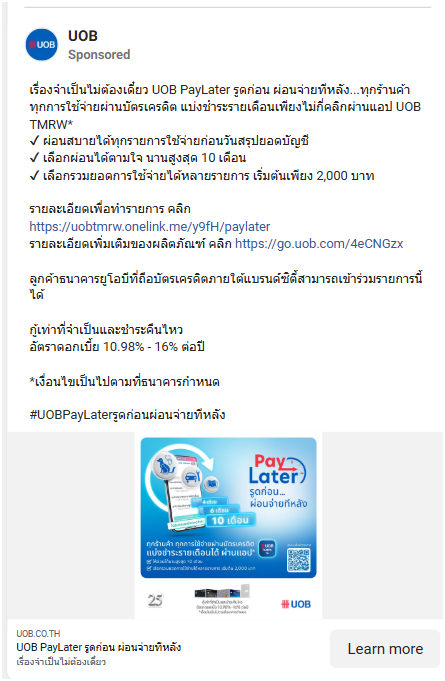 UOB
Sponsored
เรื่องจำเป็นไม่ต้องเดี๋ยว UOB PayLater รูดก่อน ผ่อนจ่ายทีหลัง...ทุกร้านค้า
ทุกการใช้จ่ายผ่านบัตรเครดิต แบ่งชำระรายเดือนเพียงไม่กี่คลิกผ่านแอป UOB
TMRW*
✓ ผ่อนสบายได้ทุกรายการใช้จ่ายก่อนวันสรุปยอดบัญชี
✓ เลือกผ่อนได้ตามใจ นานสูงสุด 10 เดือน
✓ เลือกรวมยอดการใช้จ่ายได้หลายรายการ เริ่มต้นเพียง 2,000 บาท
รายละเอียดเพื่อทำรายการ คลิก
https://uobtmrw.onelink.me/y9fH/paylater
รายละเอียดเพิ่มเติมของผลิตภัณฑ์ คลิก https://go.uob.com/4eCNGzx
ลูกค้าธนาคารยูโอบีที่ถือบัตรเครดิตภายใต้แบรนด์ซิตี้สามารถเข้าร่วมรายการนี้
ได้
กู้เท่าที่จำเป็นและชำระคืนไหว
อัตราดอกเบี้ย 10.98% - 16% ต่อปี
*เงื่อนไขเป็นไปตามที่ธนาคารกำหนด
#UOBPayLaterรูดก่อนผ่อนจ่ายทีหลัง
Pay
Later
รูดก่อน...
ผ่อนจ่ายทีหลัง
4 เดือน
6 เดือน
10 เดือน
ทุกร้านค้า ทุกการใช้จ่ายผ่านบัตรเครดิต
แบ่งชำระรายเดือนได้ ผ่านแอป*
UOB
25
UOB
UOB.CO.TH
UOB PayLater รูดก่อน ผ่อนจ่ายทีหลัง
เรื่องจำเป็นไม่ต้องเดี๋ยว
Learn more